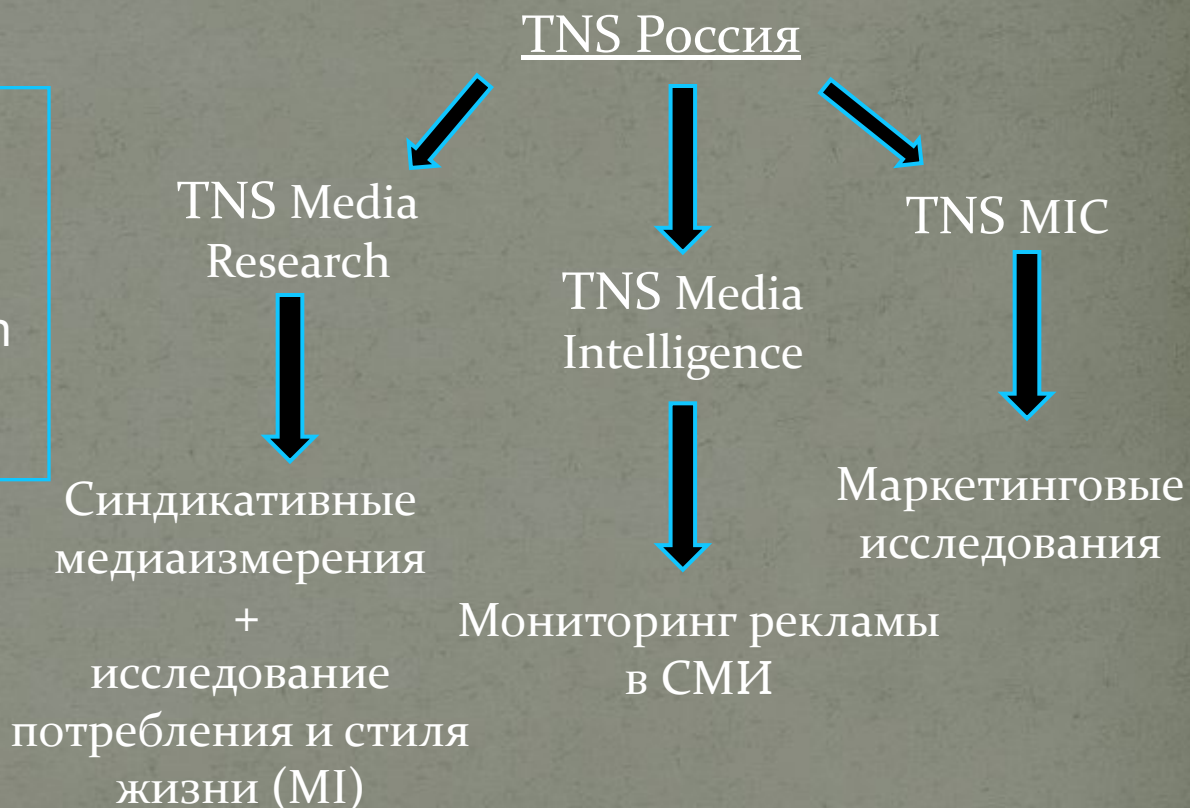 TNS Россия
TNS Media
Research
TNS Media
Intelligence
TNS MIC
Синдикативные
медиаизмерения
+
исследование
потребления и стиля
жизни (MI)
Мониторинг рекламы
в СМИ
Маркетинговые
исследования